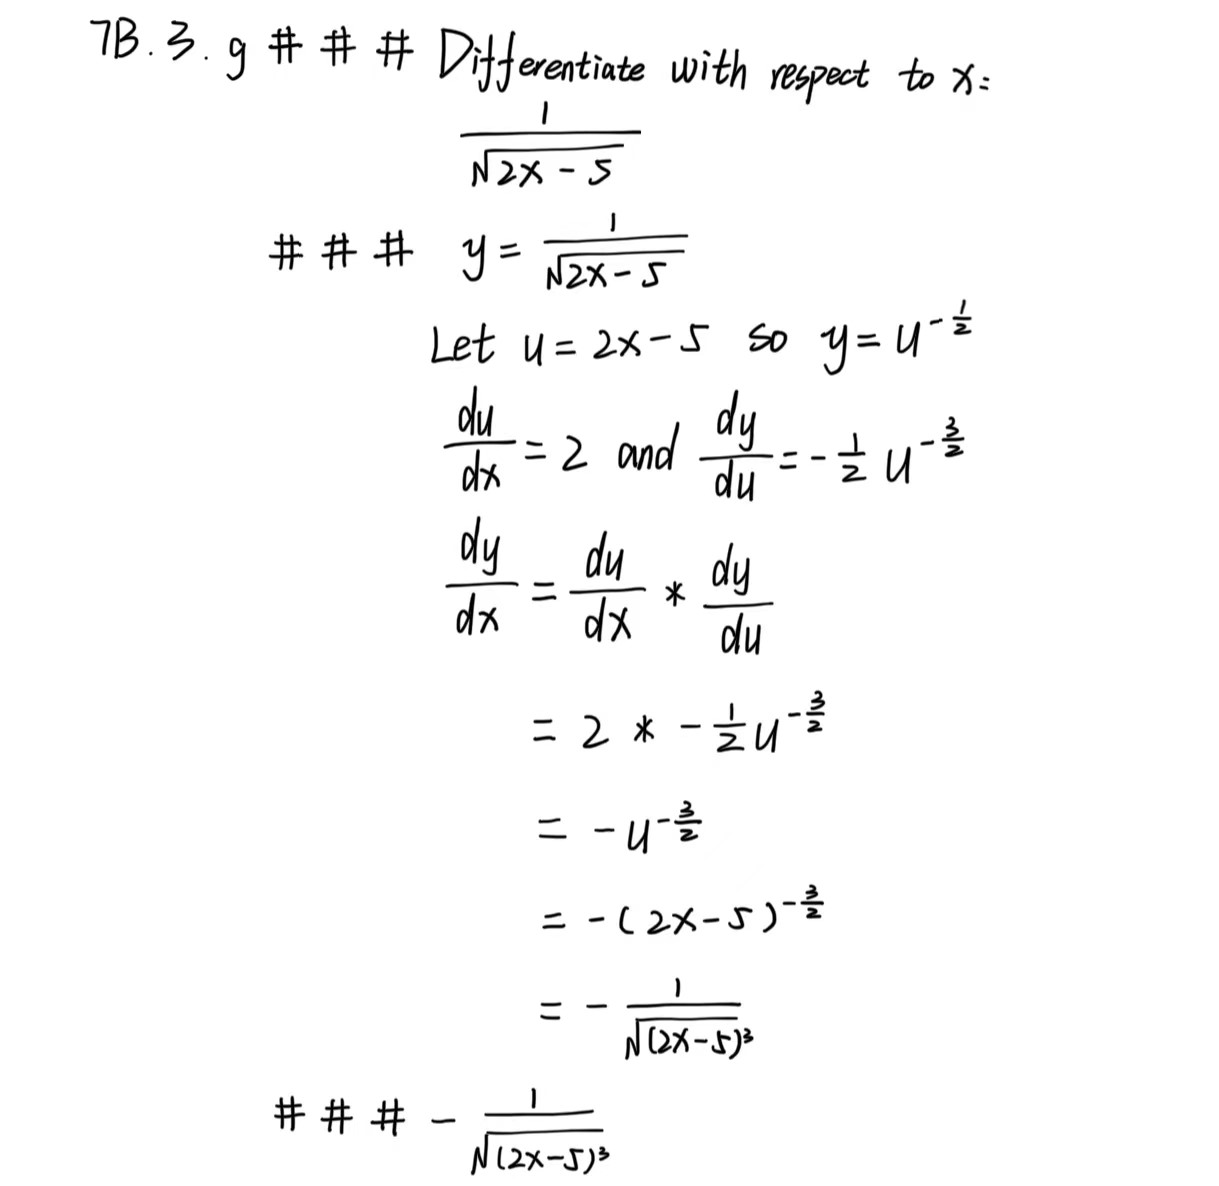 7B.3.g # # # Differentiate with respect to x:
\frac{1}{\sqrt{2x-5}}
# # # y = \frac{1}{\sqrt{2x-5}}
Let u = 2x-5 so y = u^{-\frac{1}{2}}
\frac{du}{dx} = 2 and \frac{dy}{du} = -\frac{1}{2} u^{-\frac{3}{2}}
\frac{dy}{dx} = \frac{du}{dx} * \frac{dy}{du}
= 2 * -\frac{1}{2} u^{-\frac{3}{2}}
= -u^{-\frac{3}{2}}
= -(2x-5)^{-\frac{3}{2}}
= -\frac{1}{\sqrt{(2x-5)^3}}
# # # -\frac{1}{\sqrt{(2x-5)^3}}